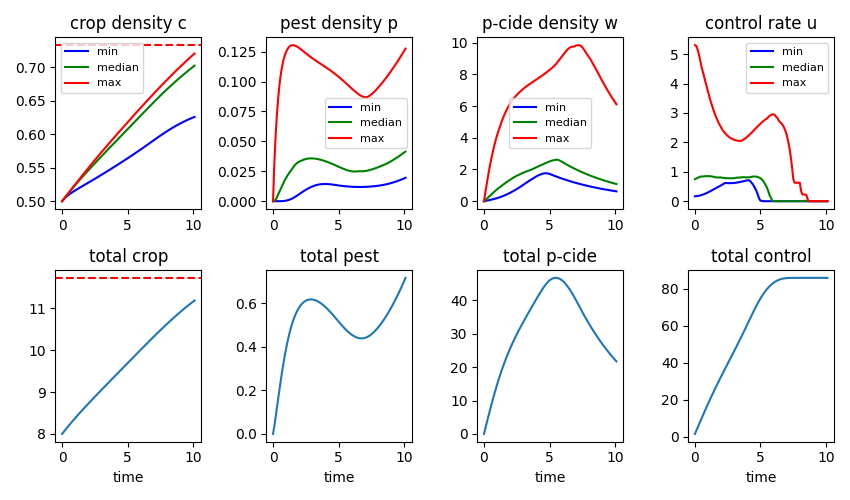 crop density c
0.70
0.65
0.60
0.55
0.50
min
median
max
0 5 10
pest density p
0.125
0.100
0.075
0.050
0.025
0.000
min
median
max
0 5 10
p-cide density w
10
8
6
4
2
0
min
median
max
0 5 10
control rate u
5
4
3
2
1
0
min
median
max
0 5 10
total crop
11
10
9
8
0 5 10
time
total pest
0.6
0.4
0.2
0.0
0 5 10
time
total p-cide
40
30
20
10
0
0 5 10
time
total control
80
60
40
20
0
0 5 10
time